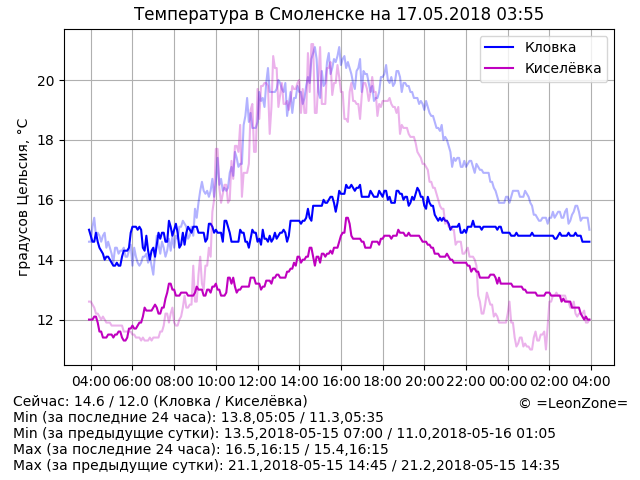 Температура в Смоленске на 17.05.2018 03:55
Кловка
Киселёвка
градусов Цельсия, °C
20
18
16
14
12
04:00 06:00 08:00 10:00 12:00 14:00 16:00 18:00 20:00 22:00 00:00 02:00 04:00
Сейчас: 14.6 / 12.0 (Кловка / Киселёвка)
© =LeonZone=
Min (за последние 24 часа): 13.8,05:05 / 11.3,05:35
Min (за предыдущие сутки): 13.5,2018-05-15 07:00 / 11.0,2018-05-16 01:05
Max (за последние 24 часа): 16.5,16:15 / 15.4,16:15
Max (за предыдущие сутки): 21.1,2018-05-15 14:45 / 21.2,2018-05-15 14:35